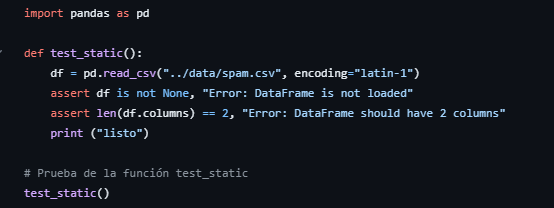 import pandas as pd
def test_static():
    df = pd.read_csv("../data/spam.csv", encoding="latin-1")
    assert df is not None, "Error: DataFrame is not loaded"
    assert len(df.columns) == 2, "Error: DataFrame should have 2 columns"
    print ("listo")
# Prueba de la función test_static
test_static()